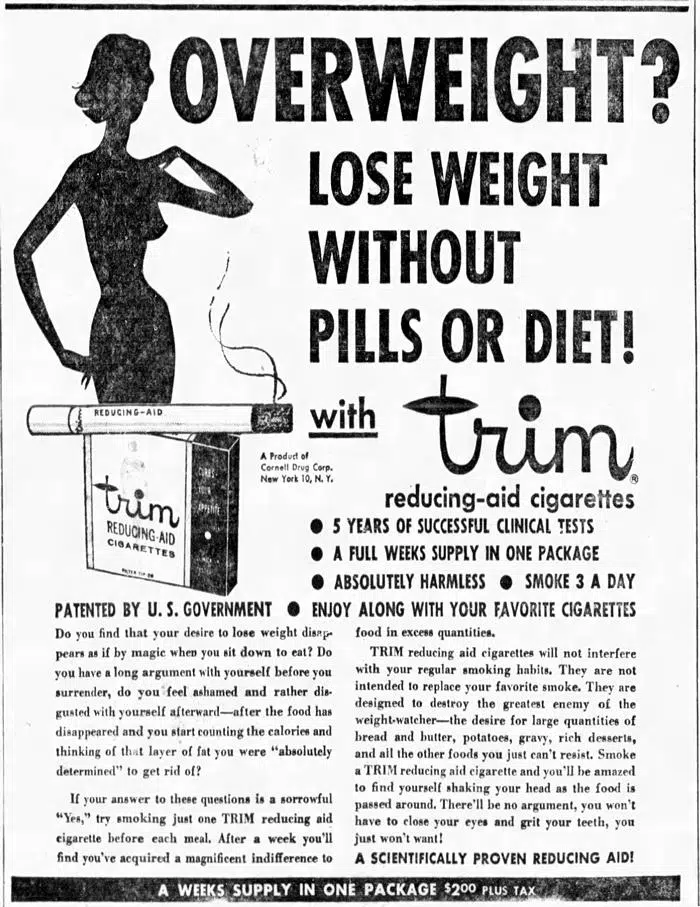 OVERWEIGHT?
LOSE WEIGHT
WITHOUT
PILLS OR DIET!
with trim®
reducing-aid cigarettes
REDUCING-AID
trim
REDUCING-AID
CIGARETTES
FILTER TIP 20
CURBS
YOUR
APPETITE
A Product of
Cornell Drug Corp.
New York 10, N. Y.
● 5 YEARS OF SUCCESSFUL CLINICAL TESTS
● A FULL WEEKS SUPPLY IN ONE PACKAGE
● ABSOLUTELY HARMLESS ● SMOKE 3 A DAY
PATENTED BY U. S. GOVERNMENT ● ENJOY ALONG WITH YOUR FAVORITE CIGARETTES
Do you find that your desire to lose weight disap-
pears as if by magic when you sit down to eat? Do
you have a long argument with yourself before you
surrender, do you feel ashamed and rather dis-
gusted with yourself afterward—after the food has
disappeared and you start counting the calories and
thinking of that layer of fat you were "absolutely
determined" to get rid of?
If your answer to these questions is a sorrowful
"Yes," try smoking just one TRIM reducing aid
cigarette before each meal. After a week you'll
find you've acquired a magnificent indifference to
food in excess quantities.
TRIM reducing aid cigarettes will not interfere
with your regular smoking habits. They are not
intended to replace your favorite smoke. They are
designed to destroy the greatest enemy of the
weight-watcher—the desire for large quantities of
bread and butter, potatoes, gravy, rich desserts,
and all the other foods you just can't resist. Smoke
a TRIM reducing aid cigarette and you'll be amazed
to find yourself shaking your head as the food is
passed around. There'll be no argument, you won't
have to close your eyes and grit your teeth, you
just won't want!
A SCIENTIFICALLY PROVEN REDUCING AID!
A WEEKS SUPPLY IN ONE PACKAGE $2.00 PLUS TAX